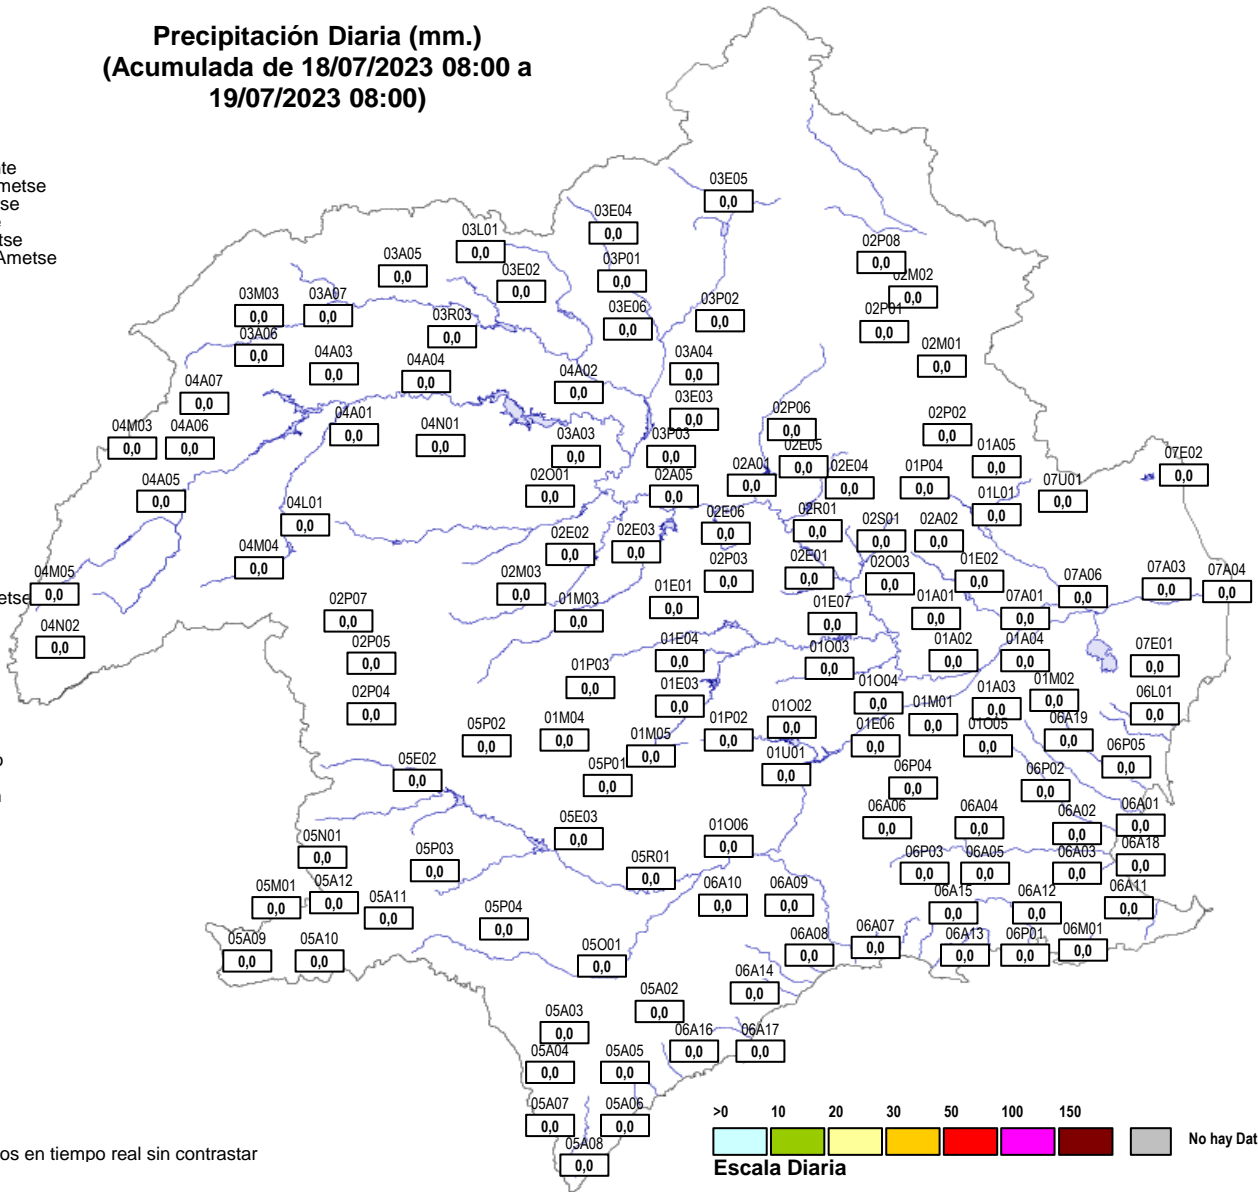 Precipitación Diaria (mm.)
(Acumulada de 18/07/2023 08:00 a
19/07/2023 08:00)
te
metse
se
tse
Ametse
etse
o
os en tiempo real sin contrastar
03E05
0,0
03E04
0,0
03L01
0,0
03A05
0,0
03E02
0,0
03P01
0,0
02P08
0,0
02M02
0,0
03M03
0,0
03A07
0,0
03R03
0,0
03E06
0,0
03P02
0,0
02P01
0,0
03A06
0,0
04A03
0,0
04A04
0,0
04A02
0,0
03A04
0,0
02M01
0,0
04A07
0,0
03E03
0,0
04M03
0,0
04A06
0,0
04A01
0,0
04N01
0,0
03A03
0,0
03P03
0,0
02P06
0,0
02P02
0,0
02E05
0,0
01A05
0,0
07E02
0,0
04A05
0,0
02O01
0,0
02A05
0,0
02A01
0,0
02E04
0,0
01P04
0,0
01L01
0,0
07U01
0,0
04L01
0,0
02E02
0,0
02E03
0,0
02E06
0,0
02R01
0,0
02S01
0,0
02A02
0,0
04M04
0,0
04M05
0,0
02M03
0,0
01M03
0,0
01E01
0,0
02P03
0,0
02E01
0,0
02O03
0,0
01E02
0,0
07A06
0,0
07A03
0,0
07A04
0,0
04N02
0,0
02P07
0,0
01E07
0,0
01A01
0,0
07A01
0,0
02P05
0,0
01E04
0,0
01O03
0,0
01A02
0,0
01A04
0,0
07E01
0,0
02P04
0,0
01P03
0,0
01E03
0,0
01O04
0,0
01A03
0,0
01M02
0,0
06L01
0,0
05P02
0,0
01M04
0,0
01M05
0,0
01P02
0,0
01O02
0,0
01E06
0,0
01M01
0,0
01O05
0,0
06A19
0,0
06P05
0,0
05E02
0,0
05P01
0,0
01U01
0,0
06P04
0,0
06P02
0,0
05E03
0,0
01O06
0,0
06A06
0,0
06A04
0,0
06A02
0,0
06A01
0,0
05N01
0,0
05P03
0,0
05R01
0,0
06P03
0,0
06A05
0,0
06A03
0,0
06A18
0,0
05M01
0,0
05A12
0,0
05A11
0,0
05P04
0,0
06A10
0,0
06A09
0,0
06A15
0,0
06A12
0,0
06A11
0,0
05A09
0,0
05A10
0,0
05O01
0,0
06A08
0,0
06A07
0,0
06A13
0,0
06P01
0,0
06M01
0,0
05A03
0,0
05A02
0,0
06A14
0,0
05A04
0,0
05A05
0,0
06A16
0,0
06A17
0,0
05A07
0,0
05A06
0,0
05A08
0,0
>0 10 20 30 50 100 150
No hay Dat
Escala Diaria